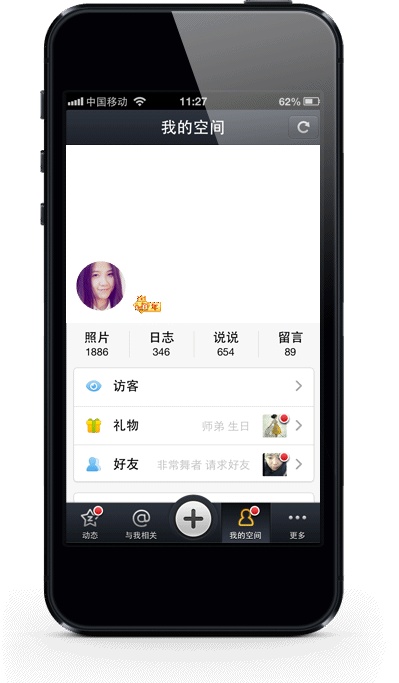 中国移动 11:27 62%
我的空间
照片 日志 说说 留言
1886 346 654 89
访客
礼物 师弟 生日
好友 非常舞者 请求好友
动态 与我相关 我的空间 更多